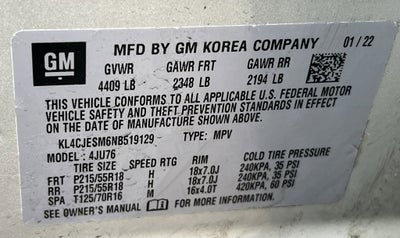 GM
MFD BY GM KOREA COMPANY 01/22
GVWR GAWR FRT GAWR RR
4409 LB 2348 LB 2194 LB
THIS VEHICLE CONFORMS TO ALL APPLICABLE U.S. FEDERAL MOTOR
VEHICLE SAFETY AND THEFT PREVENTION STANDARDS IN EFFECT
ON THE DATE OF MANUFACTURE SHOWN ABOVE.
KL4CJESM6NB519129 TYPE: MPV
MODEL: 4JU76
TIRE SIZE SPEED RTG RIM COLD TIRE PRESSURE
FRT P215/55R18 H 18x7.0J 240KPA, 35 PSI
RR P215/55R18 H 18x7.0J 240KPA, 35 PSI
SPA T125/70R16 M 16x4.0T 420KPA, 60 PSI
SEE OWNER'S MANUAL FOR ADDITIONAL INFORMATION